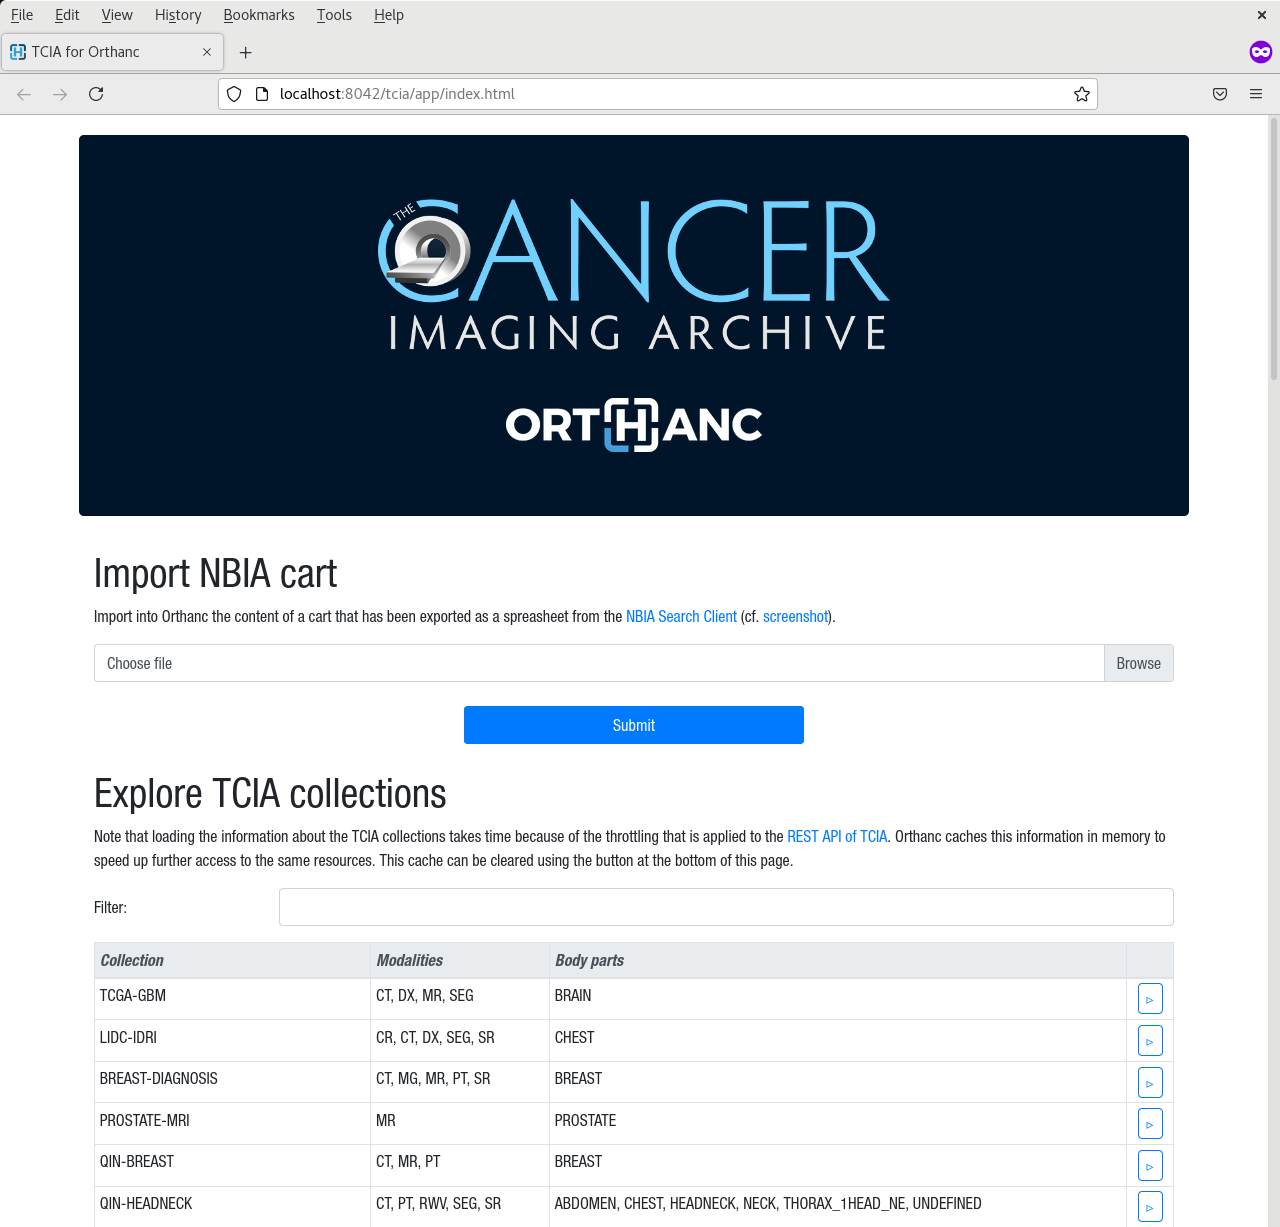 File Edit View History Bookmarks Tools Help
TCIA for Orthanc
localhost:8042/tcia/app/index.html
THE
CANCER
IMAGING ARCHIVE
ORTHANC
Import NBIA cart
Import into Orthanc the content of a cart that has been exported as a spreasheet from the NBIA Search Client (cf. screenshot).
Choose file Browse
Submit
Explore TCIA collections
Note that loading the information about the TCIA collections takes time because of the throttling that is applied to the REST API of TCIA. Orthanc caches this information in memory to
speed up further access to the same resources. This cache can be cleared using the button at the bottom of this page.
Filter:
Collection Modalities Body parts
TCGA-GBM CT, DX, MR, SEG BRAIN
LIDC-IDRI CR, CT, DX, SEG, SR CHEST
BREAST-DIAGNOSIS CT, MG, MR, PT, SR BREAST
PROSTATE-MRI MR PROSTATE
QIN-BREAST CT, MR, PT BREAST
QIN-HEADNECK CT, PT, RWV, SEG, SR ABDOMEN, CHEST, HEADNECK, NECK, THORAX_1HEAD_NE, UNDEFINED